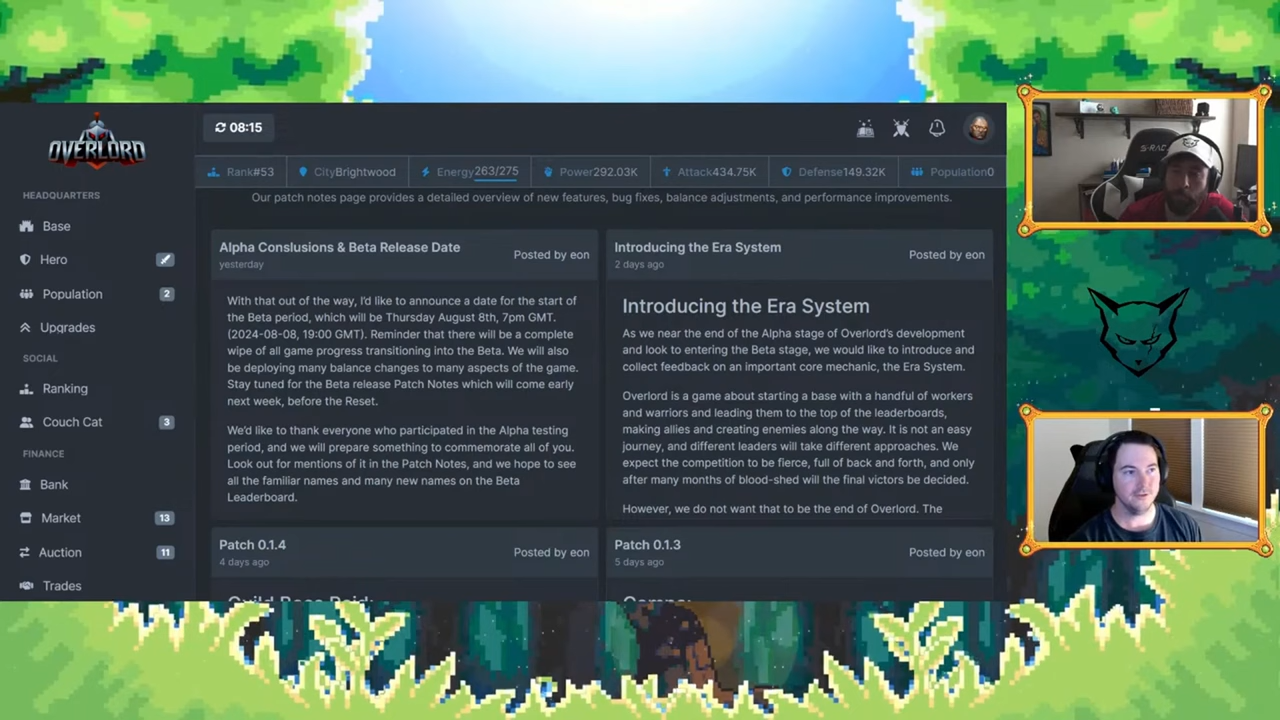 OVERLORD
HEADQUARTERS
Base
Hero
Population 2
Upgrades
SOCIAL
Ranking
Couch Cat 3
FINANCE
Bank
Market 13
Auction 11
Trades
08:15
Rank#53 CityBrightwood Energy263/275 Power292.03K Attack434.75K Defense149.32K Population0
Our patch notes page provides a detailed overview of new features, bug fixes, balance adjustments, and performance improvements.
Alpha Conslusions & Beta Release Date
yesterday
Posted by eon
With that out of the way, I'd like to announce a date for the start of
the Beta period, which will be Thursday August 8th, 7pm GMT.
(2024-08-08, 19:00 GMT). Reminder that there will be a complete
wipe of all game progress transitioning into the Beta. We will also
be deploying many balance changes to many aspects of the game.
Stay tuned for the Beta release Patch Notes which will come early
next week, before the Reset.
We'd like to thank everyone who participated in the Alpha testing
period, and we will prepare something to commemorate all of you.
Look out for mentions of it in the Patch Notes, and we hope to see
all the familiar names and many new names on the Beta
Leaderboard.
Introducing the Era System
2 days ago
Posted by eon
Introducing the Era System
As we near the end of the Alpha stage of Overlord's development
and look to entering the Beta stage, we would like to introduce and
collect feedback on an important core mechanic, the Era System.
Overlord is a game about starting a base with a handful of workers
and warriors and leading them to the top of the leaderboards,
making allies and creating enemies along the way. It is not an easy
journey, and different leaders will take different approaches. We
expect the competition to be fierce, full of back and forth, and only
after many months of blood-shed will the final victors be decided.
However, we do not want that to be the end of Overlord. The
Patch 0.1.4
4 days ago
Posted by eon
Patch 0.1.3
5 days ago
Posted by eon